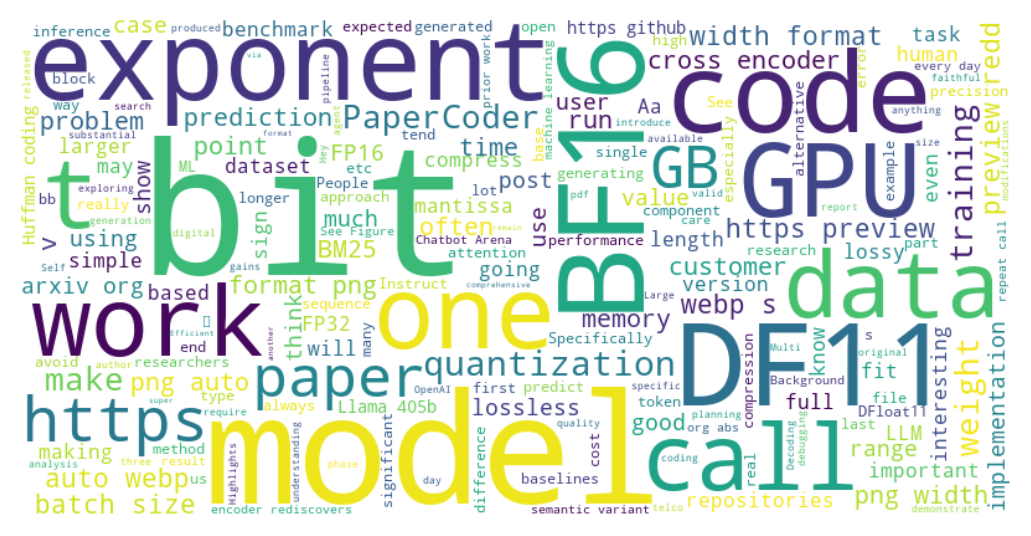 inference
case
produced
benchmark
expected
generated
open
https github
width format
task
exponent
via
pipeline
prior work
machine learning
BF16
high
cross encoder
code
error
human
every day
block
way
search
substantial
problem
prediction
format
PaperCoder
agent
base
user
run
Aa
See
introduce
available
alternative
faithful
precision
anything
preview redd
modifications
released
Huffman coding
larger
may
show
ML
exploring
really
generation
point
dataset
bit
Hey
People
FP16
etc
tend
compress
time
single
generating
pdf
valid
GB
especially
GPU
example
size
even
training
t
bb
longer
approach
See Figure
much
mantissa
lot
post
use
value
component
care
report
v
using
simple
digital
sign
BM25
often
Chatbot Arena
attention
going
performance
length
https preview
research
lossy
part
repeat call
arxiv org
Self
based
gains
format png
comprehensive
remain
Instruct
customer
version
data
work
one
sequence
FP32
think
will
many
Efficient
end
another
webp s
memory
Large
Specifically
DF11
know
s
Multi
original
Background
fit
interesting
implementation
avoid
author
researchers
make
png auto
type
super
require
paper
quantization
first
predict
OpenAI
specific
https
always
Llama 405b
lossless
token
good
planning
org abs
compression
full
file
DFloat11
weight
last
LLM
making
method
us
analysis
three result
model
phase
day
significant
difference
quality
cost
baselines
coding
call
real
Decoding
debugging
range
important
auto webp
batch size
Highlights
understanding
encoder rediscovers
semantic variant
telco
repositories
png width
demonstrate